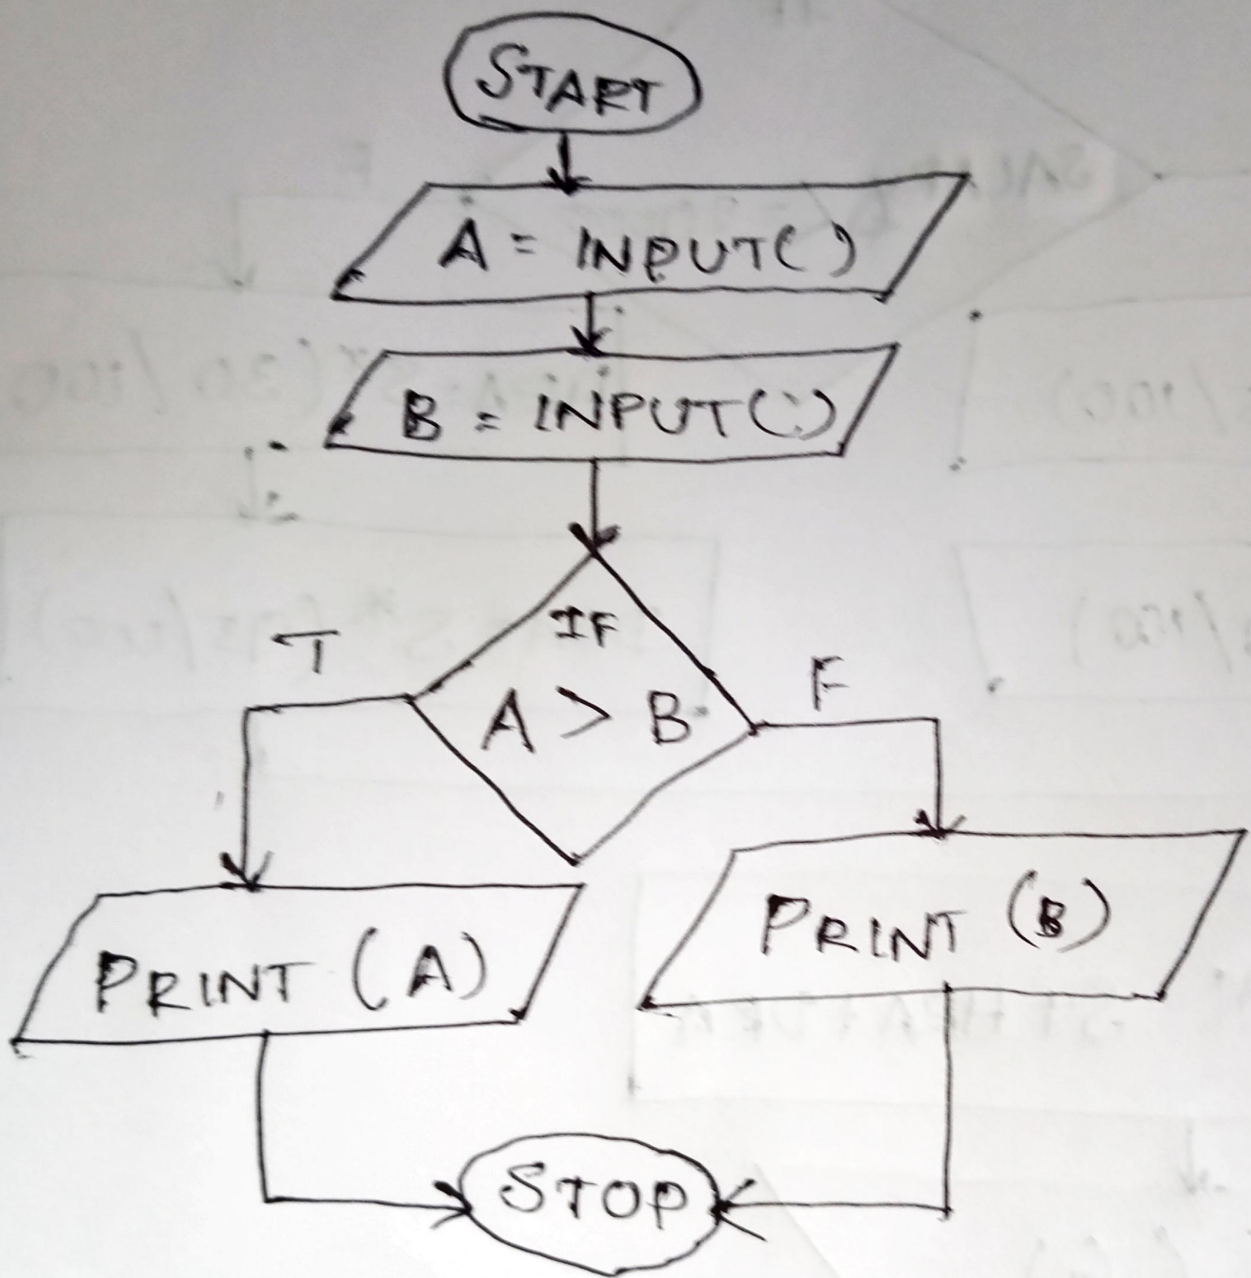 START
A = INPUT()
B = INPUT()
IF
T
F
A > B
PRINT (A)
PRINT (B)
STOP